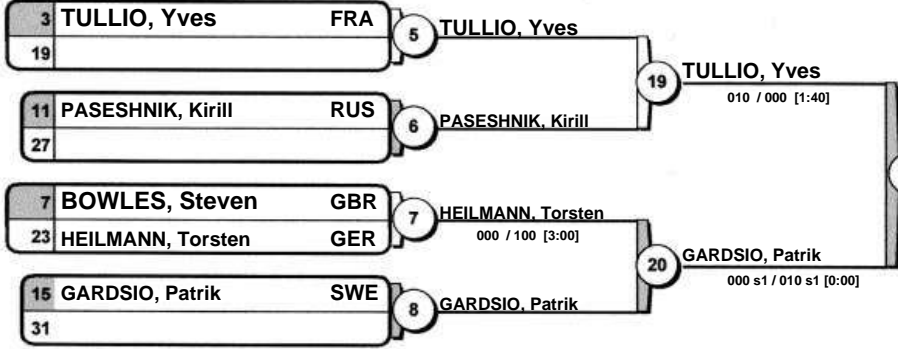 3 TULLIO, Yves FRA
19
5
TULLIO, Yves
11 PASESHNIK, Kirill RUS
27
6
PASESHNIK, Kirill
19
TULLIO, Yves
010 / 000 [1:40]
7 BOWLES, Steven GBR
23 HEILMANN, Torsten GER
7
HEILMANN, Torsten
000 / 100 [3:00]
15 GARDSIO, Patrik SWE
31
8
GARDSIO, Patrik
20
GARDSIO, Patrik
000 s1 / 010 s1 [0:00]